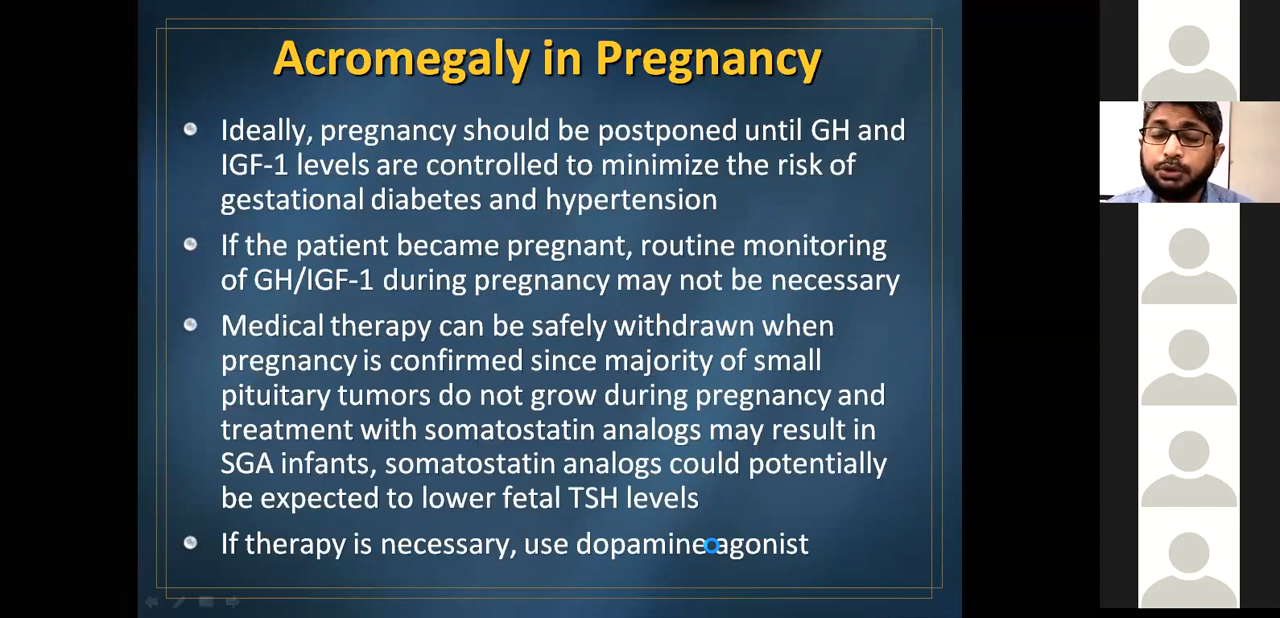 Acromegaly in Pregnancy
Ideally, pregnancy should be postponed until GH and
IGF-1 levels are controlled to minimize the risk of
gestational diabetes and hypertension
If the patient became pregnant, routine monitoring
of GH/IGF-1 during pregnancy may not be necessary
Medical therapy can be safely withdrawn when
pregnancy is confirmed since majority of small
pituitary tumors do not grow during pregnancy and
treatment with somatostatin analogs may result in
SGA infants, somatostatin analogs could potentially
be expected to lower fetal TSH levels
If therapy is necessary, use dopamine agonist